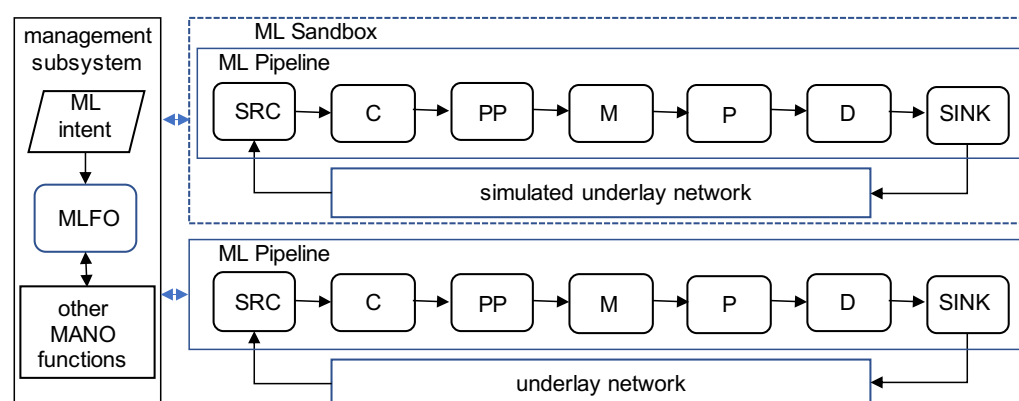 management
subsystem
ML
intent
MLFO
other
MANO
functions
ML Sandbox
ML Pipeline
SRC
C
PP
M
P
D
SINK
simulated underlay network
ML Pipeline
SRC
C
PP
M
P
D
SINK
underlay network